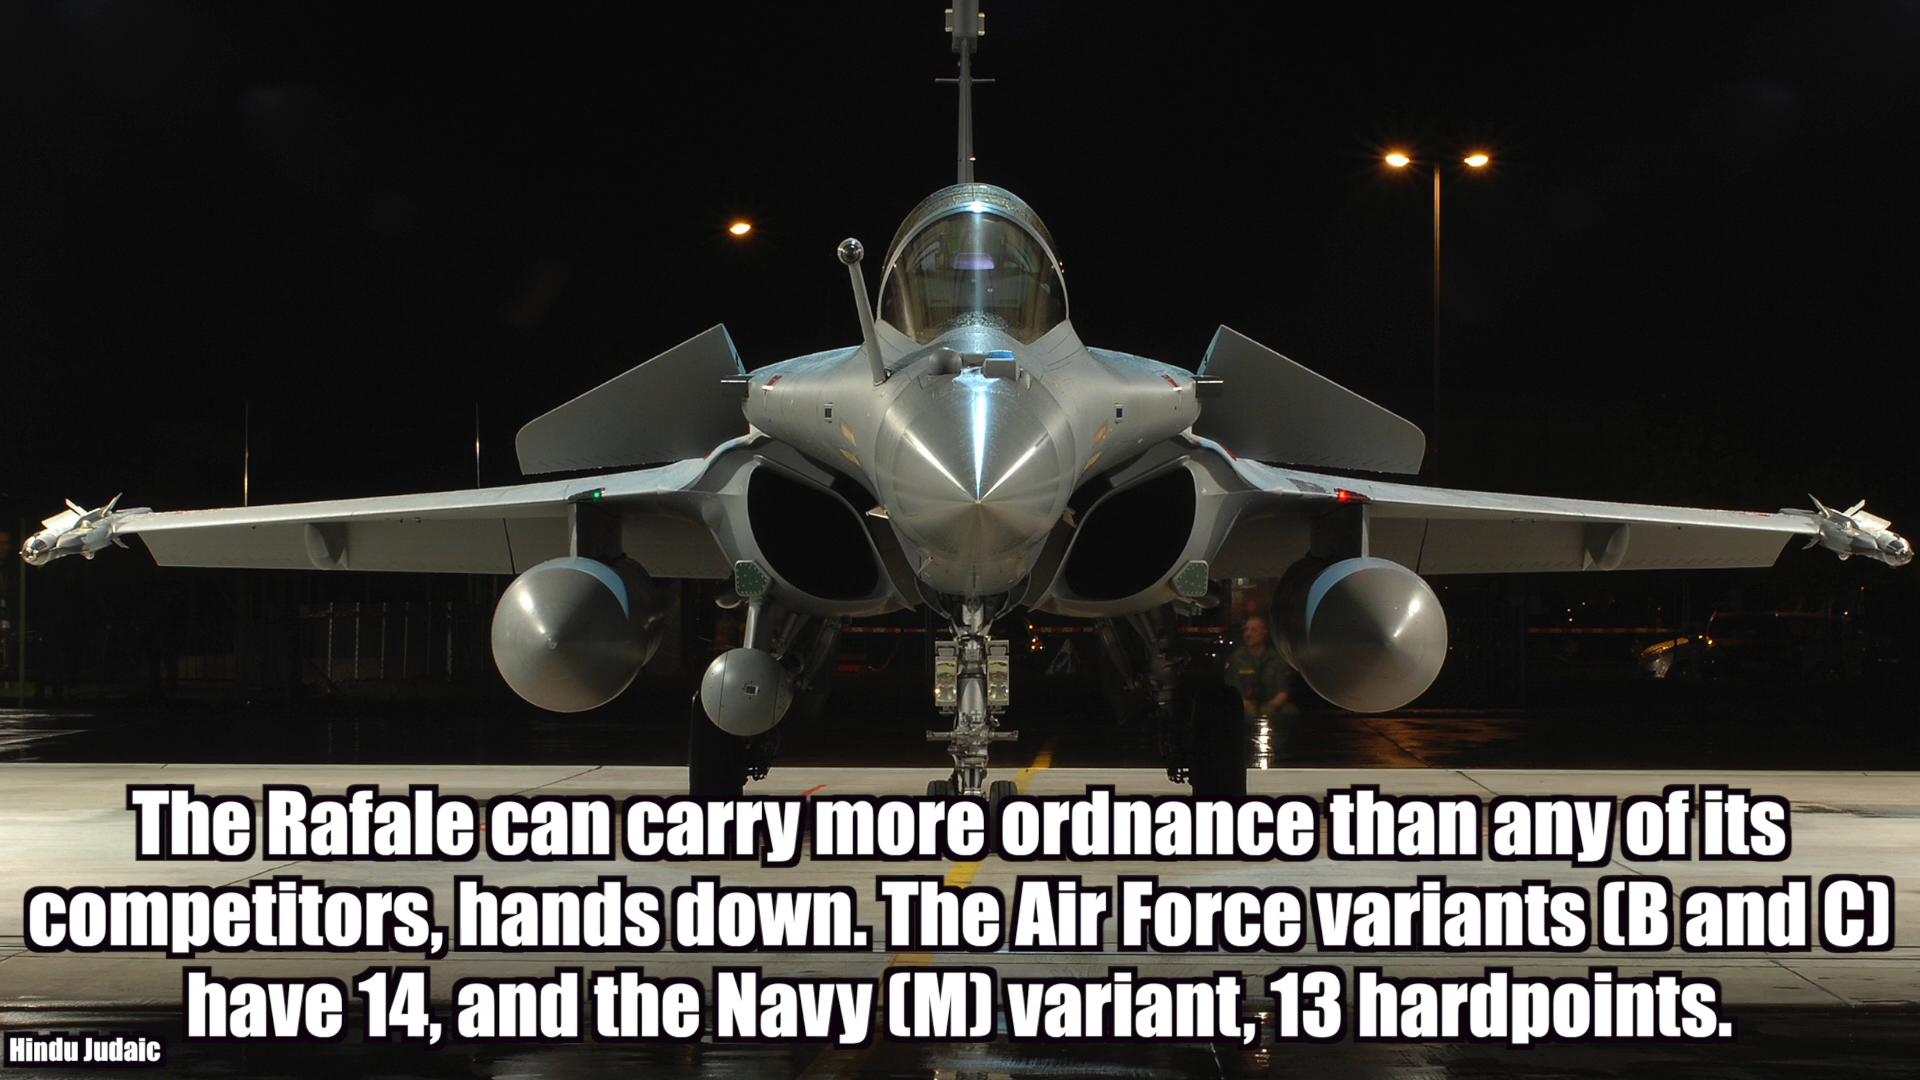 The Rafale can carry more ordnance than any of its
competitors, hands down. The Air Force variants (B and C)
have 14, and the Navy (M) variant, 13 hardpoints.
Hindu Judaic